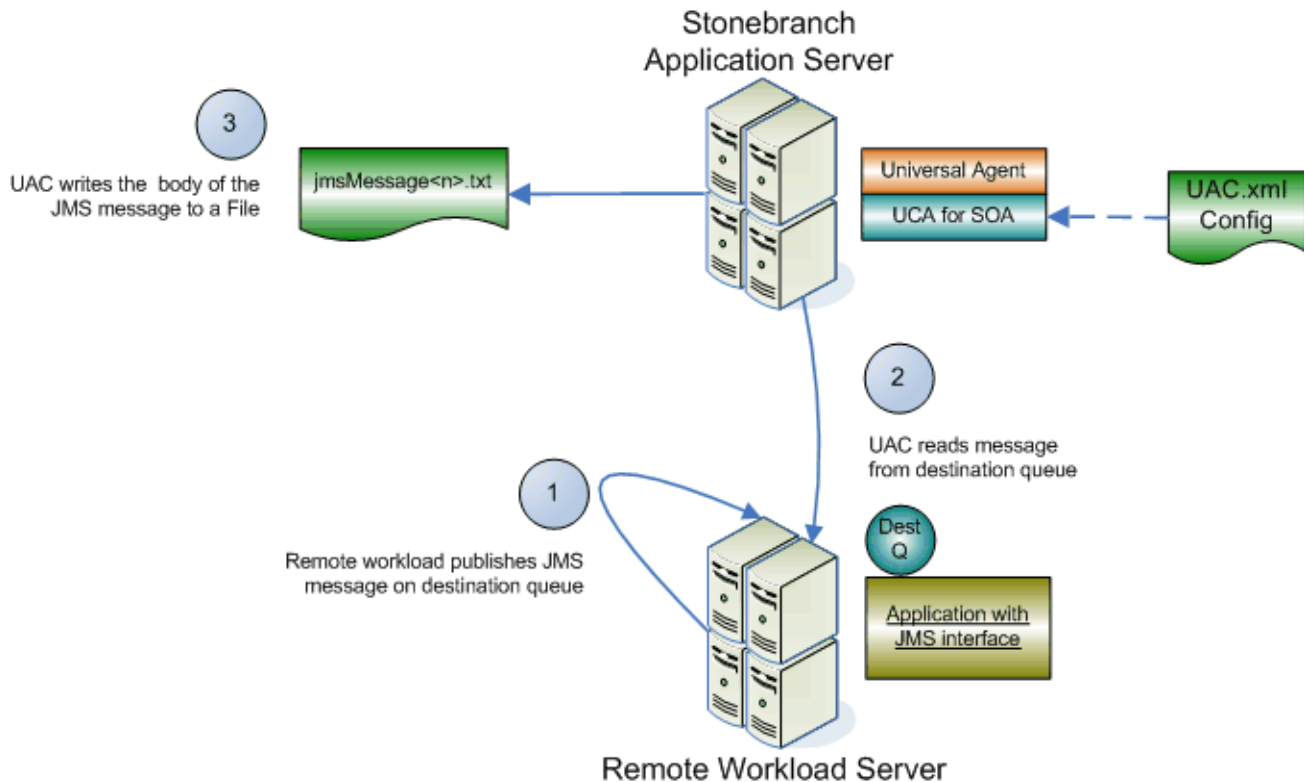 Stonebranch
Application Server
3
UAC writes the body of the
JMS message to a File
jmsMessage<n>.txt
Universal Agent
UCA for SOA
UAC.xml
Config
2
UAC reads message
from destination queue
1
Remote workload publishes JMS
message on destination queue
Dest
Q
Application with
JMS interface
Remote Workload Server